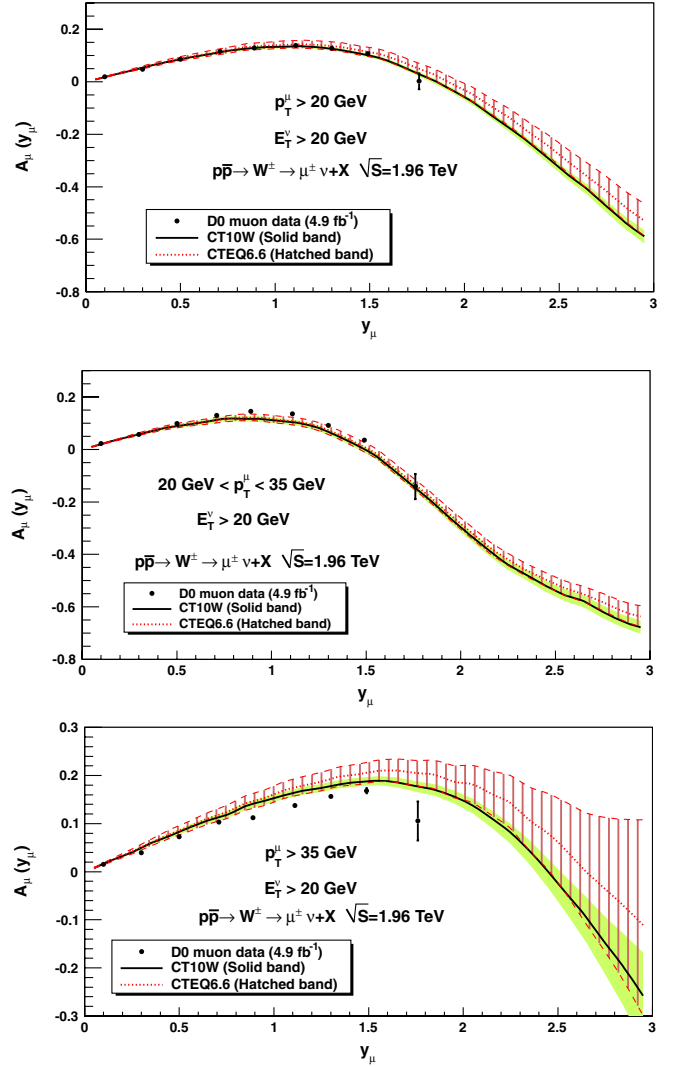 A_μ (y_μ)
0.2
0
-0.2
-0.4
-0.6
-0.8
p_T^μ > 20 GeV
E_T^ν > 20 GeV
pp̅→ W^± → μ^± ν+X √S=1.96 TeV
D0 muon data (4.9 fb^-1)
CT10W (Solid band)
CTEQ6.6 (Hatched band)
0 0.5 1 1.5 2 2.5 3
y_μ
A_μ (y_μ)
0.2
0
-0.2
-0.4
-0.6
-0.8
20 GeV < p_T^μ < 35 GeV
E_T^ν > 20 GeV
pp̅→ W^± → μ^± ν+X √S=1.96 TeV
D0 muon data (4.9 fb^-1)
CT10W (Solid band)
CTEQ6.6 (Hatched band)
0 0.5 1 1.5 2 2.5 3
y_μ
A_μ (y_μ)
0.3
0.2
0.1
0
-0.1
-0.2
-0.3
p_T^μ > 35 GeV
E_T^ν > 20 GeV
pp̅→ W^± → μ^± ν+X √S=1.96 TeV
D0 muon data (4.9 fb^-1)
CT10W (Solid band)
CTEQ6.6 (Hatched band)
0 0.5 1 1.5 2 2.5 3
y_μ